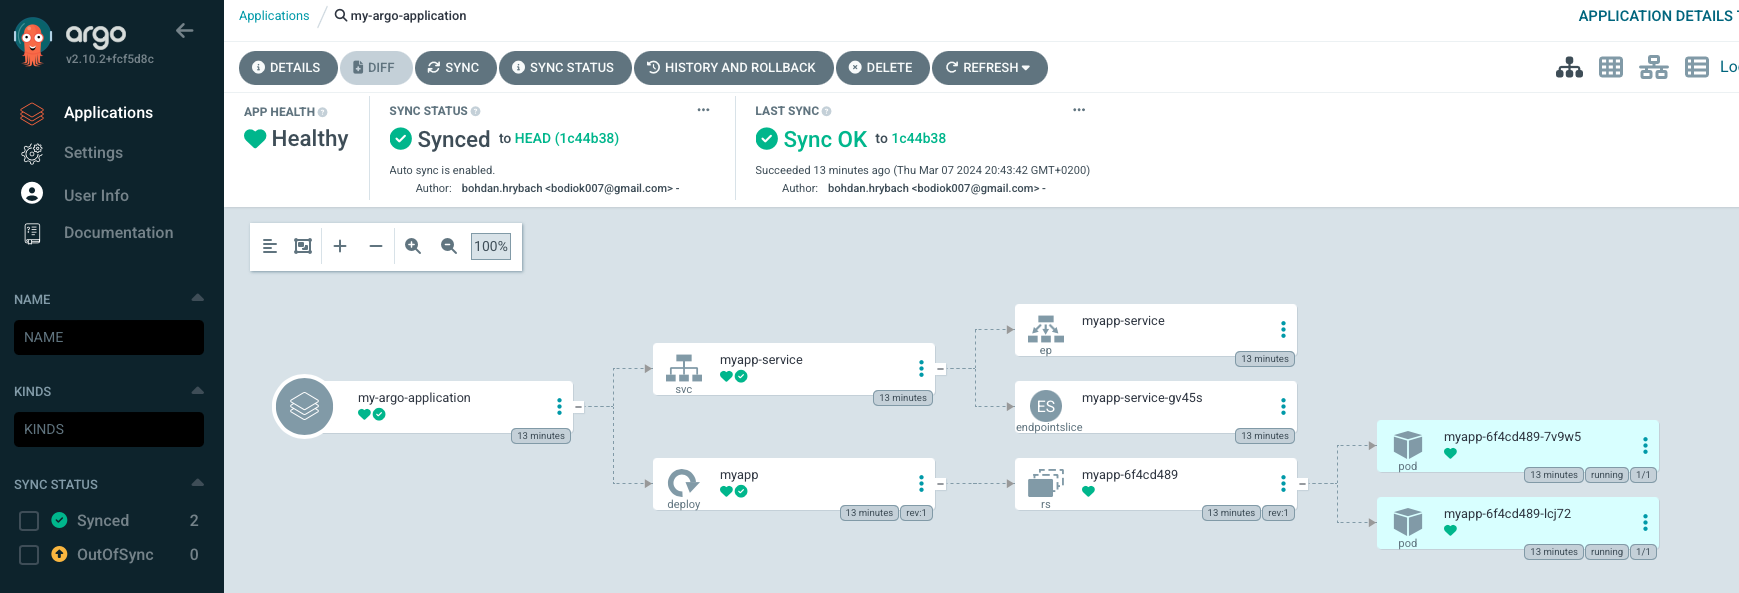 argo
v2.10.2+fcf5d8c
Applications
Settings
User Info
Documentation
NAME
NAME
KINDS
KINDS
SYNC STATUS
Synced 2
OutOfSync 0
Applications / my-argo-application
APPLICATION DETAILS
DETAILS DIFF SYNC SYNC STATUS HISTORY AND ROLLBACK DELETE REFRESH
APP HEALTH
Healthy
SYNC STATUS
Synced to HEAD (1c44b38)
Auto sync is enabled.
Author: bohdan.hrybach <bodiok007@gmail.com> -
LAST SYNC
Sync OK to 1c44b38
Succeeded 13 minutes ago (Thu Mar 07 2024 20:43:42 GMT+0200)
Author: bohdan.hrybach <bodiok007@gmail.com> -
100%
my-argo-application
13 minutes
myapp-service
svc
13 minutes
myapp
deploy
13 minutes rev:1
myapp-service
ep
13 minutes
ES
myapp-service-gv45s
endpointslice
13 minutes
myapp-6f4cd489
rs
13 minutes rev:1
myapp-6f4cd489-7v9w5
pod
13 minutes running 1/1
myapp-6f4cd489-lcj72
pod
13 minutes running 1/1